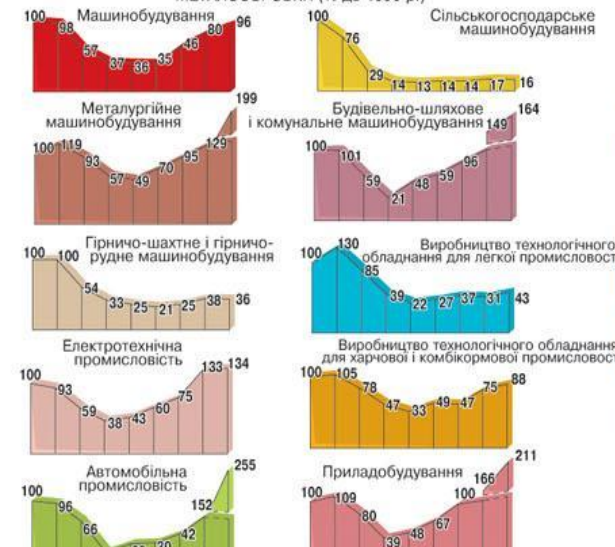 Машинобудування
100 98 57 37 36 35 46 80 96
Сільськогосподарське
машинобудування
100 76 29 14 13 14 14 17 16
Металургійне
машинобудування
100 119 93 57 49 70 95 129 199
Будівельно-шляхове
і комунальне машинобудування
100 101 59 21 48 59 96 149 164
Гірничо-шахтне і гірничо-
рудне машинобудування
100 100 54 33 25 21 25 38 36
Виробництво технологічного
обладнання для легкої промисловост
100 130 85 39 22 27 37 31 43
Електротехнічна
промисловість
100 93 59 38 43 60 75 133 134
Виробництво технологічного обладнання
для харчової і комбікормової промисловост
100 105 78 47 33 49 47 75 88
Автомобільна
промисловість
100 96 66 42 152 255
Приладобудування
100 109 80 39 48 67 100 166 211